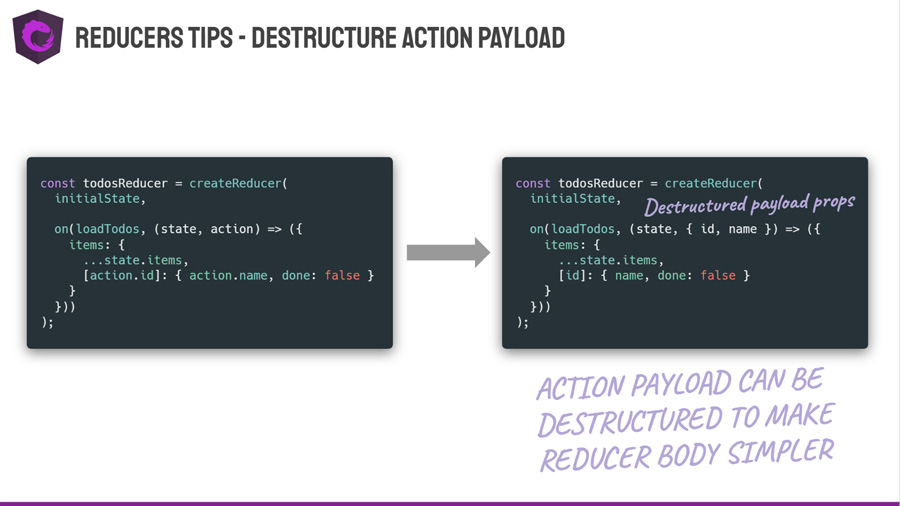 REDUCERS TIPS - DESTRUCTURE ACTION PAYLOAD
const todosReducer = createReducer(
  initialState,
  on(loadTodos, (state, action) => ({
    items: {
      ...state.items,
      [action.id]: { action.name, done: false }
    }
  }))
);
const todosReducer = createReducer(
  initialState,
Destructured payload props
  on(loadTodos, (state, { id, name }) => ({
    items: {
      ...state.items,
      [id]: { name, done: false }
    }
  }))
);
ACTION PAYLOAD CAN BE
DESTRUCTURED TO MAKE
REDUCER BODY SIMPLER